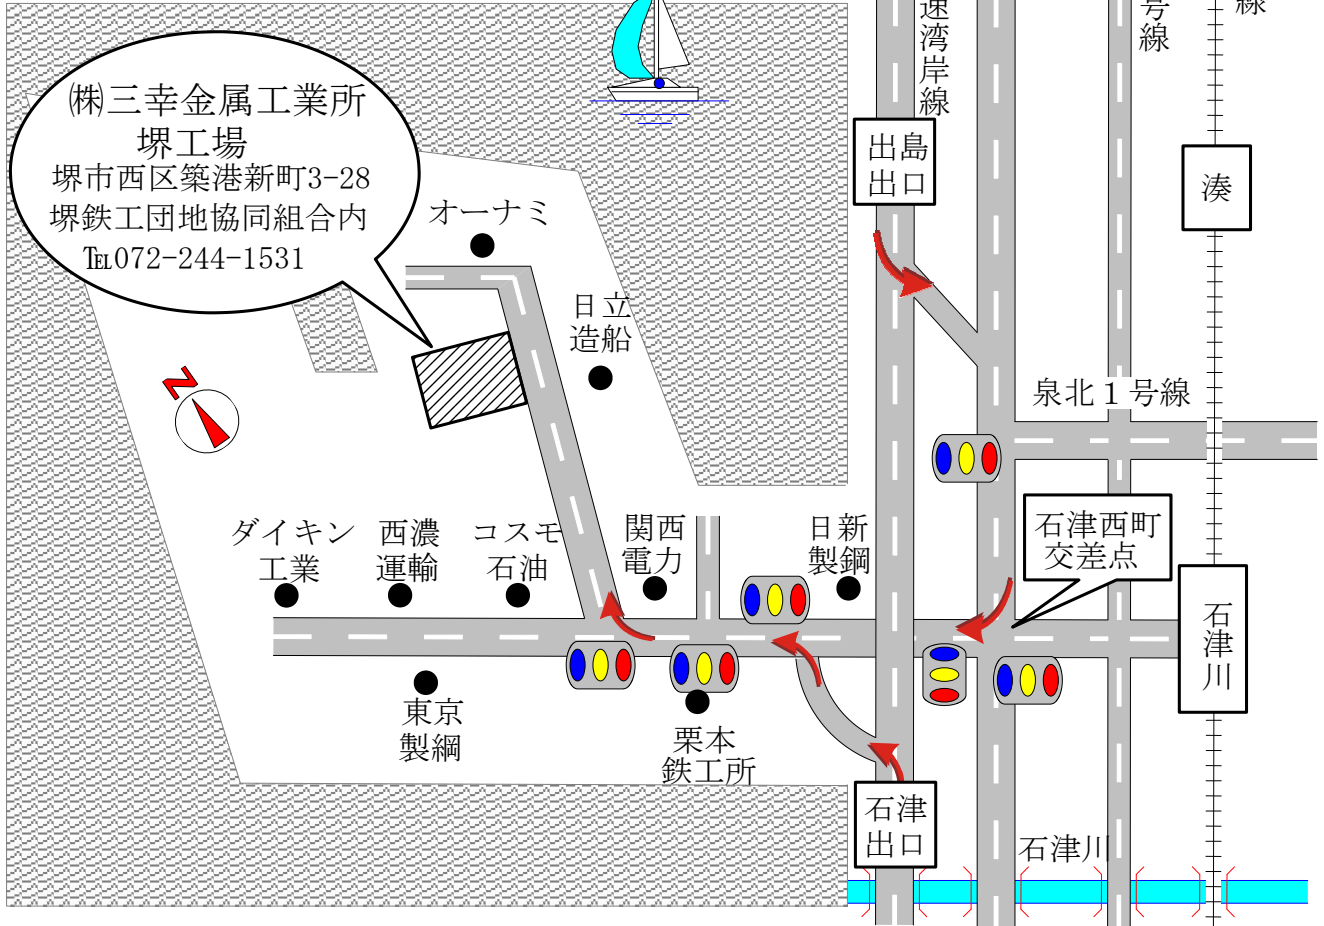 ㈱三幸金属工業所
堺工場
堺市西区築港新町3-28
堺鉄工団地協同組合内
℡072-244-1531
速湾岸線
号線
線
出島
出口
湊
オーナミ
日立
造船
N
泉北1号線
石津西町
交差点
ダイキン
工業
西濃
運輸
コスモ
石油
関西
電力
日新
製鋼
石津川
東京
製綱
栗本
鉄工所
石津
出口
石津川